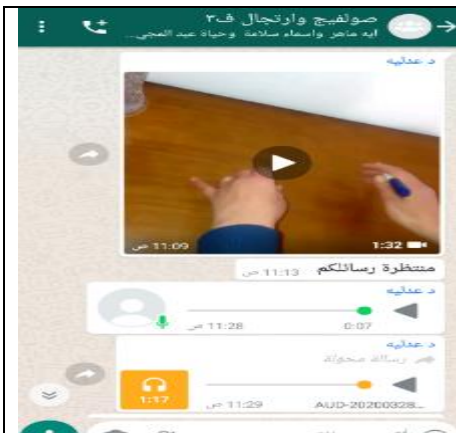 صولفيج وارتجال ف٣
ايه ماهر واسماء سلامة وحياة عبد المجي...
د عدليه
11:09 ص
1:32
منتظرة رسائلكم
11:13 ص
د عدليه
0:07
11:28 ص
د عدليه
رسالة محولة
1:17
AUD-20200328...
11:29 ص